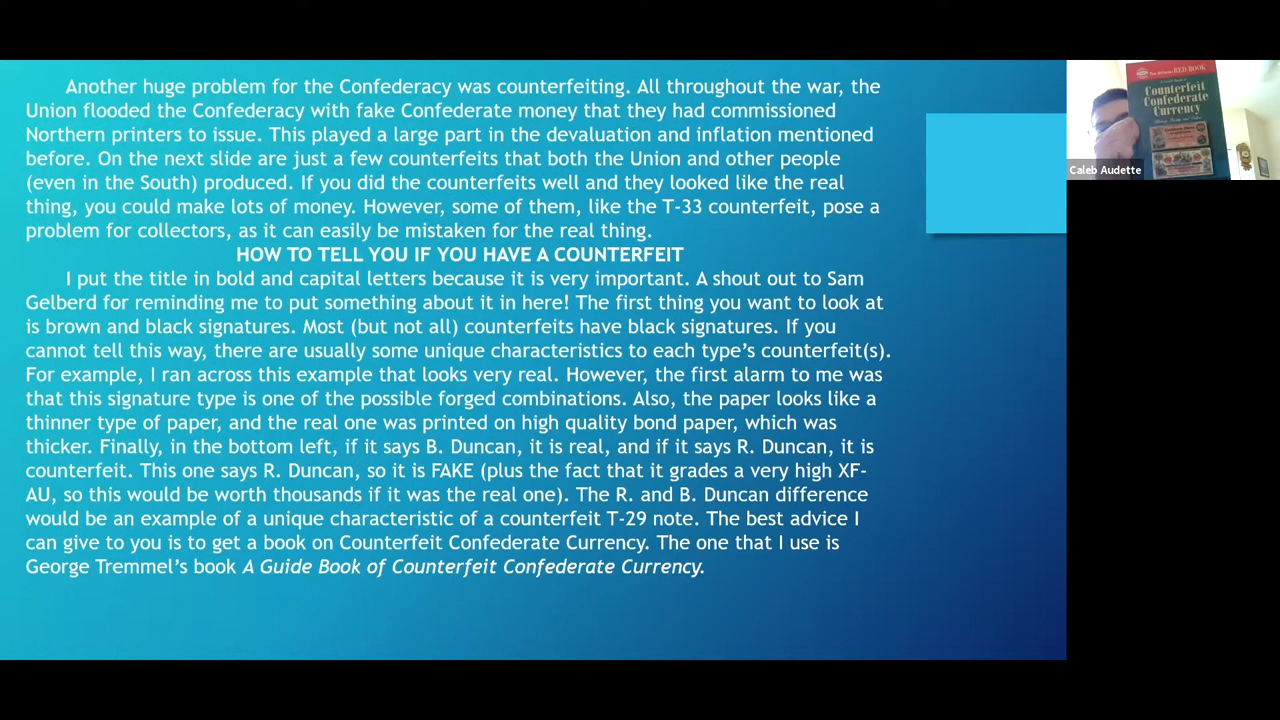 Another huge problem for the Confederacy was counterfeiting. All throughout the war, the
Union flooded the Confederacy with fake Confederate money that they had commissioned
Northern printers to issue. This played a large part in the devaluation and inflation mentioned
before. On the next slide are just a few counterfeits that both the Union and other people
(even in the South) produced. If you did the counterfeits well and they looked like the real
thing, you could make lots of money. However, some of them, like the T-33 counterfeit, pose a
problem for collectors, as it can easily be mistaken for the real thing.
HOW TO TELL YOU IF YOU HAVE A COUNTERFEIT
I put the title in bold and capital letters because it is very important. A shout out to Sam
Gelberd for reminding me to put something about it in here! The first thing you want to look at
is brown and black signatures. Most (but not all) counterfeits have black signatures. If you
cannot tell this way, there are usually some unique characteristics to each type’s counterfeit(s).
For example, I ran across this example that looks very real. However, the first alarm to me was
that this signature type is one of the possible forged combinations. Also, the paper looks like a
thinner type of paper, and the real one was printed on high quality bond paper, which was
thicker. Finally, in the bottom left, if it says B. Duncan, it is real, and if it says R. Duncan, it is
counterfeit. This one says R. Duncan, so it is FAKE (plus the fact that it grades a very high XF-
AU, so this would be worth thousands if it was the real one). The R. and B. Duncan difference
would be an example of a unique characteristic of a counterfeit T-29 note. The best advice I
can give to you is to get a book on Counterfeit Confederate Currency. The one that I use is
George Tremmel’s book A Guide Book of Counterfeit Confederate Currency.
RED BOOK
Counterfeit
Confederate
Currency
Caleb Audette